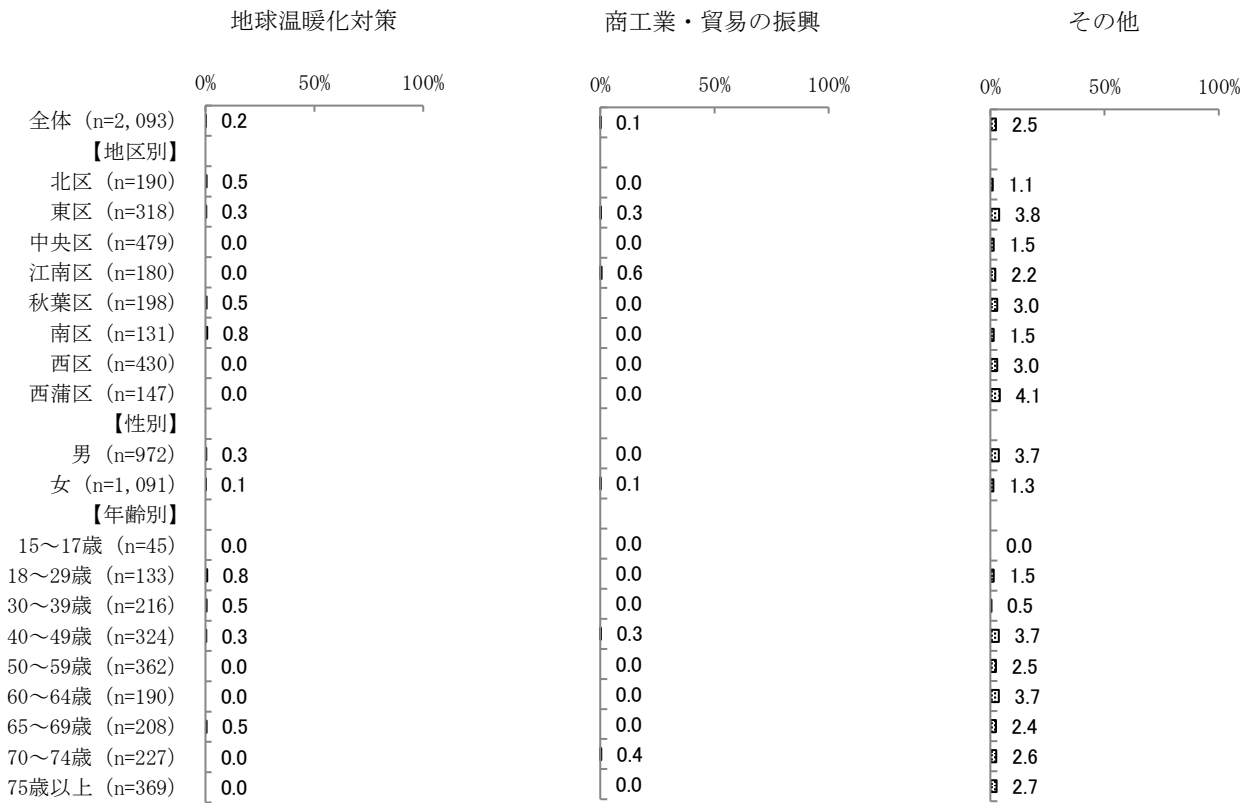 地球温暖化対策 商工業・貿易の振興 その他
0% 50% 100% 0% 50% 100% 0% 50% 100%
全体 (n=2,093) 0.2 0.1 2.5
【地区別】
北区 (n=190) 0.5 0.0 1.1
東区 (n=318) 0.3 0.3 3.8
中央区 (n=479) 0.0 0.0 1.5
江南区 (n=180) 0.0 0.6 2.2
秋葉区 (n=198) 0.5 0.0 3.0
南区 (n=131) 0.8 0.0 1.5
西区 (n=430) 0.0 0.0 3.0
西蒲区 (n=147) 0.0 0.0 4.1
【性別】
男 (n=972) 0.3 0.0 3.7
女 (n=1,091) 0.1 0.1 1.3
【年齢別】
15～17歳 (n=45) 0.0 0.0 0.0
18～29歳 (n=133) 0.8 0.0 1.5
30～39歳 (n=216) 0.5 0.0 0.5
40～49歳 (n=324) 0.3 0.3 3.7
50～59歳 (n=362) 0.0 0.0 2.5
60～64歳 (n=190) 0.0 0.0 3.7
65～69歳 (n=208) 0.5 0.0 2.4
70～74歳 (n=227) 0.0 0.4 2.6
75歳以上 (n=369) 0.0 0.0 2.7